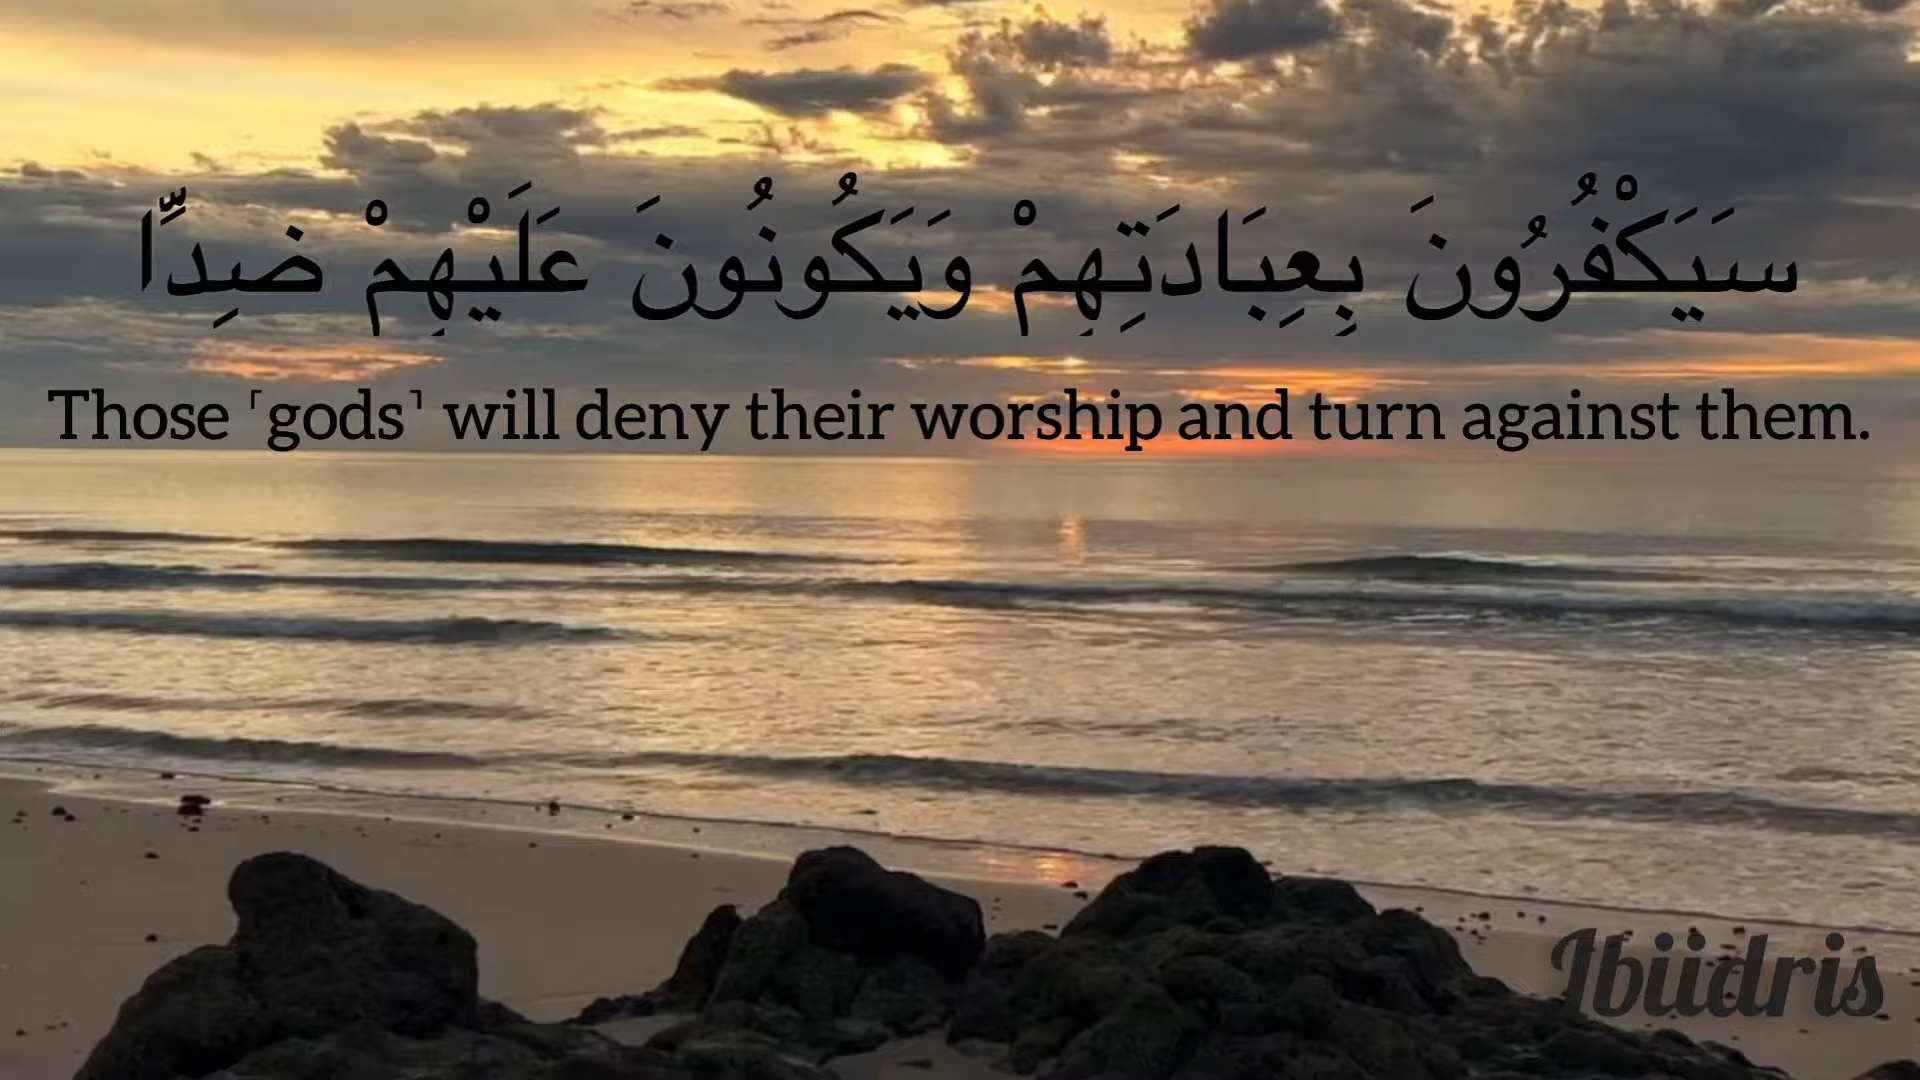 سَيَكْفُرُونَ بِعِبَادَتِهِمْ وَيَكُونُونَ عَلَيْهِمْ ضِدًّا
Those ˹gods˺ will deny their worship and turn against them.
Ibiidris